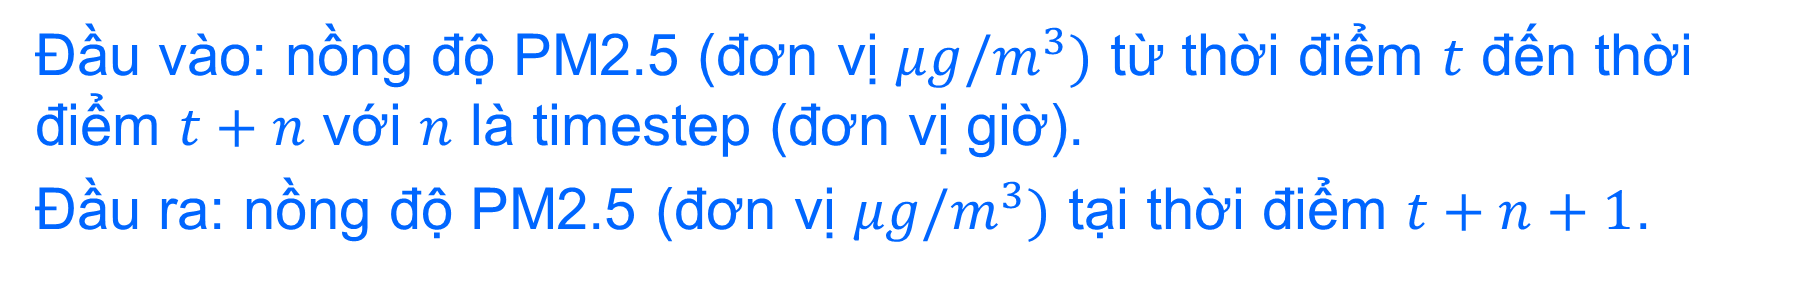 Đầu vào: nồng độ PM2.5 (đơn vị μg/m³) từ thời điểm t đến thời
điểm t + n với n là timestep (đơn vị giờ).
Đầu ra: nồng độ PM2.5 (đơn vị μg/m³) tại thời điểm t + n + 1.